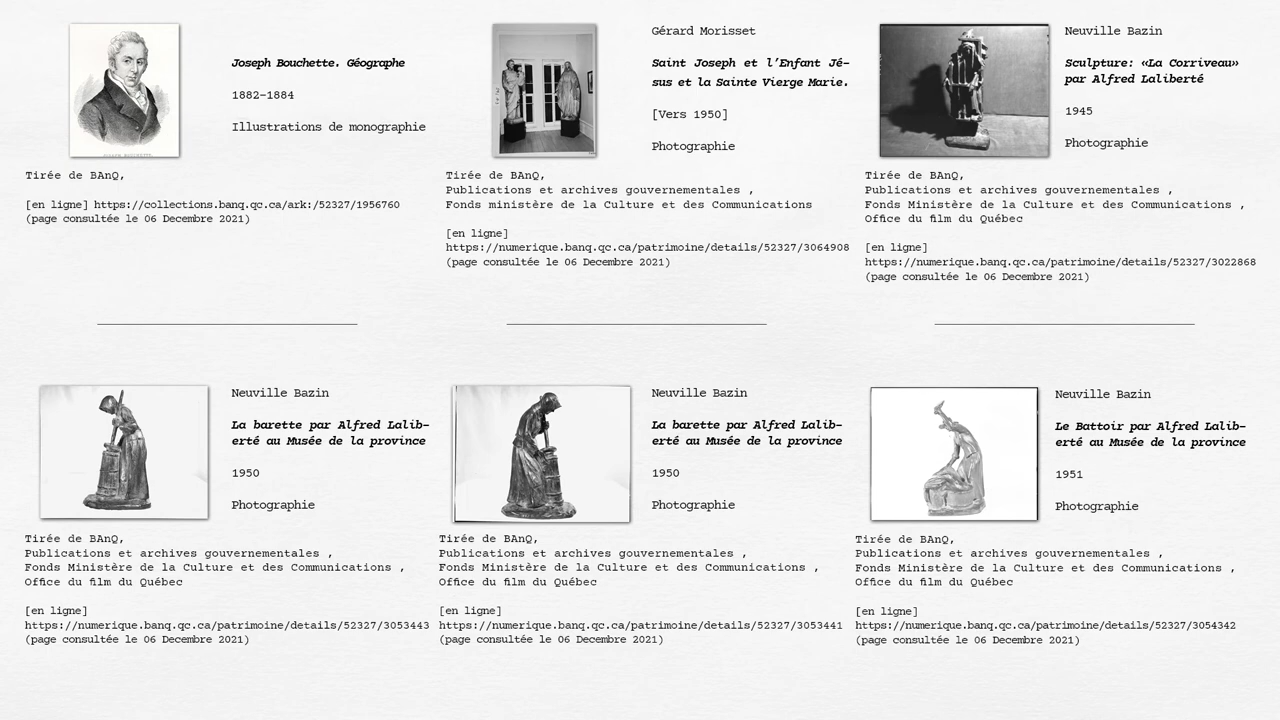 Joseph Bouchette. Géographe
1882-1884
Illustrations de monographie
Tirée de BAnQ,
[en ligne] https://collections.banq.qc.ca/ark:/52327/1956760
(page consultée le 06 Decembre 2021)
Gérard Morisset
Saint Joseph et l'Enfant Jé-
sus et la Sainte Vierge Marie.
[Vers 1950]
Photographie
Tirée de BAnQ,
Publications et archives gouvernementales ,
Fonds ministère de la Culture et des Communications
[en ligne]
https://numerique.banq.qc.ca/patrimoine/details/52327/3064908
(page consultée le 06 Decembre 2021)
Neuville Bazin
Sculpture: «La Corriveau»
par Alfred Laliberté
1945
Photographie
Tirée de BAnQ,
Publications et archives gouvernementales ,
Fonds Ministère de la Culture et des Communications ,
Office du film du Québec
[en ligne]
https://numerique.banq.qc.ca/patrimoine/details/52327/3022868
(page consultée le 06 Decembre 2021)
Neuville Bazin
La barette par Alfred Lalib-
erté au Musée de la province
1950
Photographie
Tirée de BAnQ,
Publications et archives gouvernementales ,
Fonds Ministère de la Culture et des Communications ,
Office du film du Québec
[en ligne]
https://numerique.banq.qc.ca/patrimoine/details/52327/3053443
(page consultée le 06 Decembre 2021)
Neuville Bazin
La barette par Alfred Lalib-
erté au Musée de la province
1950
Photographie
Tirée de BAnQ,
Publications et archives gouvernementales ,
Fonds Ministère de la Culture et des Communications ,
Office du film du Québec
[en ligne]
https://numerique.banq.qc.ca/patrimoine/details/52327/3053441
(page consultée le 06 Decembre 2021)
Neuville Bazin
Le Battoir par Alfred Lalib-
erté au Musée de la province
1951
Photographie
Tirée de BAnQ,
Publications et archives gouvernementales ,
Fonds Ministère de la Culture et des Communications ,
Office du film du Québec
[en ligne]
https://numerique.banq.qc.ca/patrimoine/details/52327/3054342
(page consultée le 06 Decembre 2021)